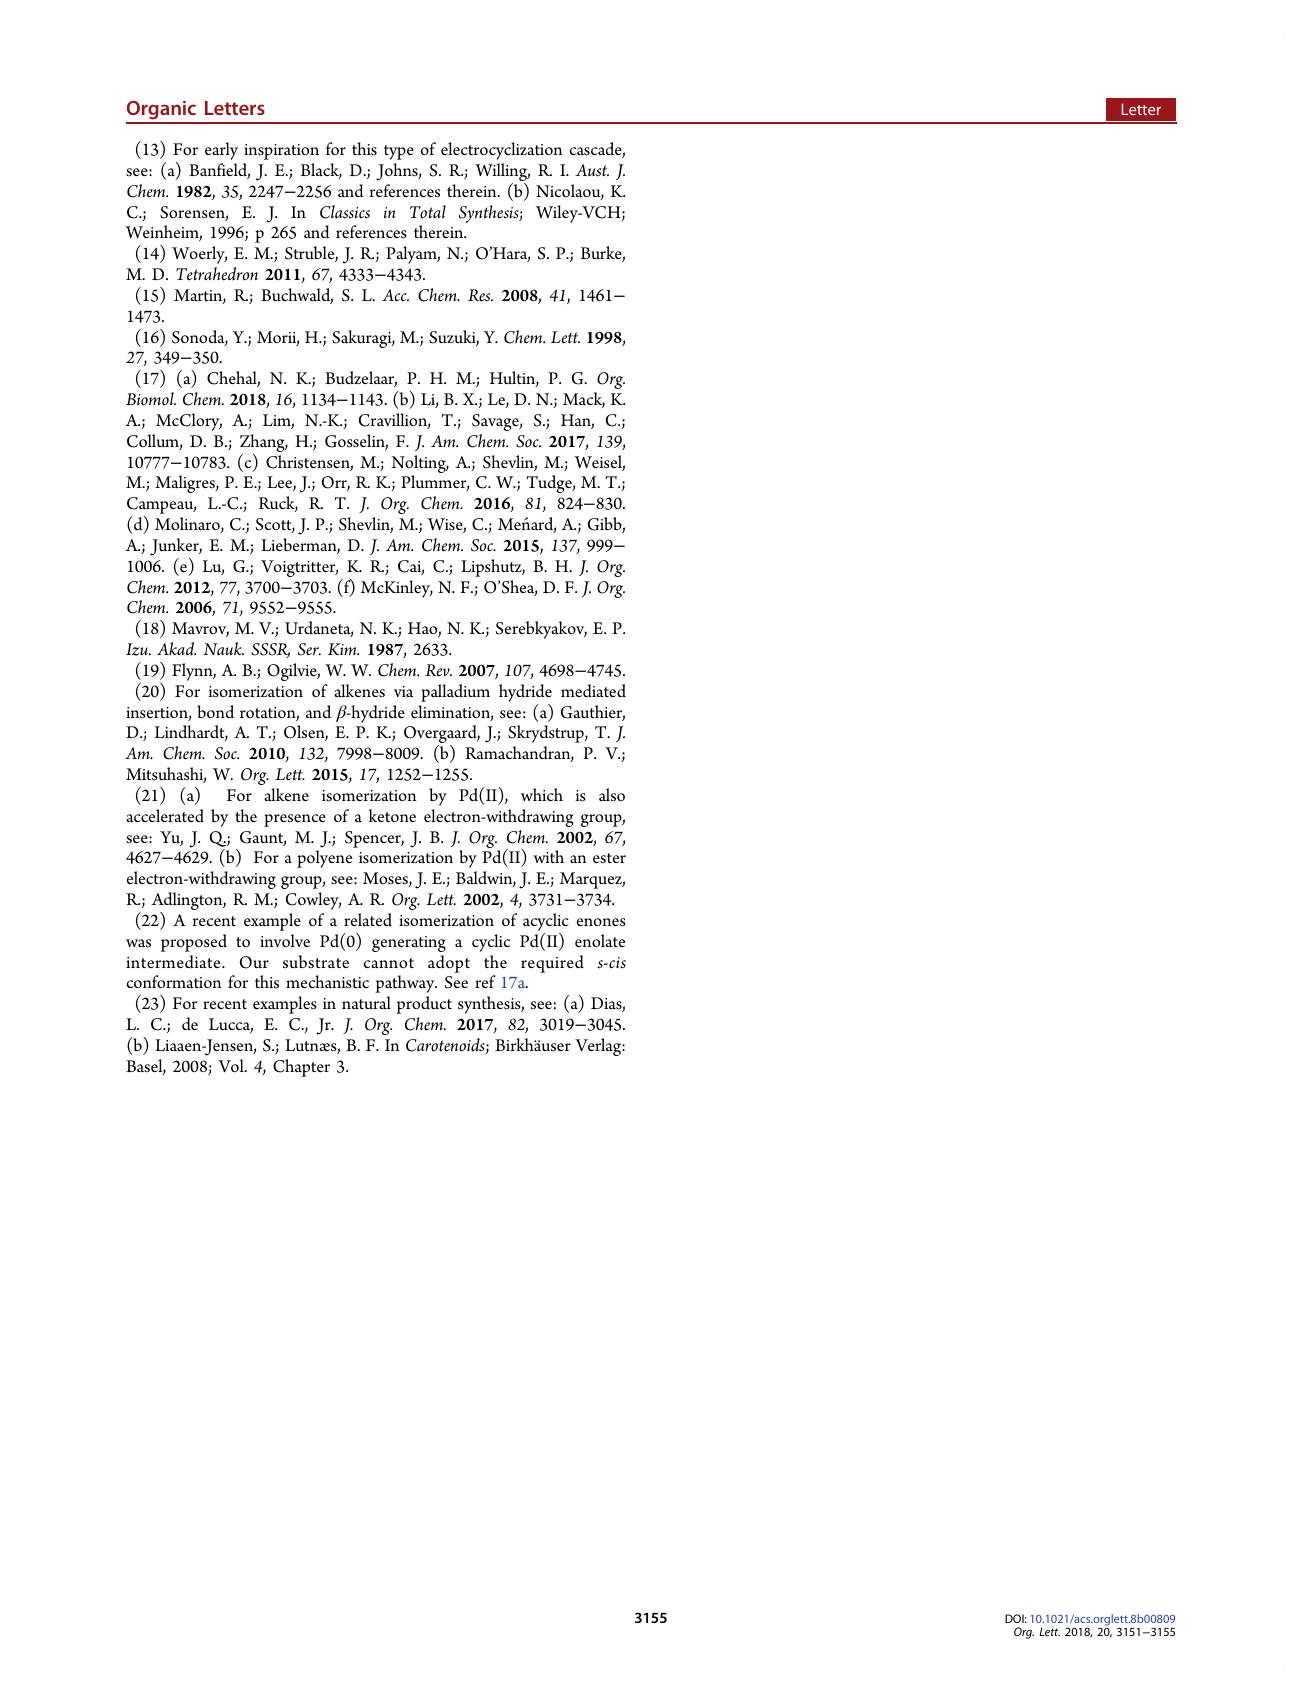 Organic Letters
Letter
(13) For early inspiration for this type of electrocyclization cascade,
see: (a) Banfield, J. E.; Black, D.; Johns, S. R.; Willing, R. I. Aust. J.
Chem. 1982, 35, 2247−2256 and references therein. (b) Nicolaou, K.
C.; Sorensen, E. J. In Classics in Total Synthesis; Wiley-VCH;
Weinheim, 1996; p 265 and references therein.
(14) Woerly, E. M.; Struble, J. R.; Palyam, N.; O’Hara, S. P.; Burke,
M. D. Tetrahedron 2011, 67, 4333−4343.
(15) Martin, R.; Buchwald, S. L. Acc. Chem. Res. 2008, 41, 1461−
1473.
(16) Sonoda, Y.; Morii, H.; Sakuragi, M.; Suzuki, Y. Chem. Lett. 1998,
27, 349−350.
(17) (a) Chehal, N. K.; Budzelaar, P. H. M.; Hultin, P. G. Org.
Biomol. Chem. 2018, 16, 1134−1143. (b) Li, B. X.; Le, D. N.; Mack, K.
A.; McClory, A.; Lim, N.-K.; Cravillion, T.; Savage, S.; Han, C.;
Collum, D. B.; Zhang, H.; Gosselin, F. J. Am. Chem. Soc. 2017, 139,
10777−10783. (c) Christensen, M.; Nolting, A.; Shevlin, M.; Weisel,
M.; Maligres, P. E.; Lee, J.; Orr, R. K.; Plummer, C. W.; Tudge, M. T.;
Campeau, L.-C.; Ruck, R. T. J. Org. Chem. 2016, 81, 824−830.
(d) Molinaro, C.; Scott, J. P.; Shevlin, M.; Wise, C.; Meńard, A.; Gibb,
A.; Junker, E. M.; Lieberman, D. J. Am. Chem. Soc. 2015, 137, 999−
1006. (e) Lu, G.; Voigtritter, K. R.; Cai, C.; Lipshutz, B. H. J. Org.
Chem. 2012, 77, 3700−3703. (f) McKinley, N. F.; O’Shea, D. F. J. Org.
Chem. 2006, 71, 9552−9555.
(18) Mavrov, M. V.; Urdaneta, N. K.; Hao, N. K.; Serebkyakov, E. P.
Izu. Akad. Nauk. SSSR, Ser. Kim. 1987, 2633.
(19) Flynn, A. B.; Ogilvie, W. W. Chem. Rev. 2007, 107, 4698−4745.
(20) For isomerization of alkenes via palladium hydride mediated
insertion, bond rotation, and β-hydride elimination, see: (a) Gauthier,
D.; Lindhardt, A. T.; Olsen, E. P. K.; Overgaard, J.; Skrydstrup, T. J.
Am. Chem. Soc. 2010, 132, 7998−8009. (b) Ramachandran, P. V.;
Mitsuhashi, W. Org. Lett. 2015, 17, 1252−1255.
(21) (a) For alkene isomerization by Pd(II), which is also
accelerated by the presence of a ketone electron-withdrawing group,
see: Yu, J. Q.; Gaunt, M. J.; Spencer, J. B. J. Org. Chem. 2002, 67,
4627−4629. (b) For a polyene isomerization by Pd(II) with an ester
electron-withdrawing group, see: Moses, J. E.; Baldwin, J. E.; Marquez,
R.; Adlington, R. M.; Cowley, A. R. Org. Lett. 2002, 4, 3731−3734.
(22) A recent example of a related isomerization of acyclic enones
was proposed to involve Pd(0) generating a cyclic Pd(II) enolate
intermediate. Our substrate cannot adopt the required s-cis
conformation for this mechanistic pathway. See ref 17a.
(23) For recent examples in natural product synthesis, see: (a) Dias,
L. C.; de Lucca, E. C., Jr. J. Org. Chem. 2017, 82, 3019−3045.
(b) Liaaen-Jensen, S.; Lutnæs, B. F. In Carotenoids; Birkhäuser Verlag:
Basel, 2008; Vol. 4, Chapter 3.
3155
DOI: 10.1021/acs.orglett.8b00809
Org. Lett. 2018, 20, 3151−3155